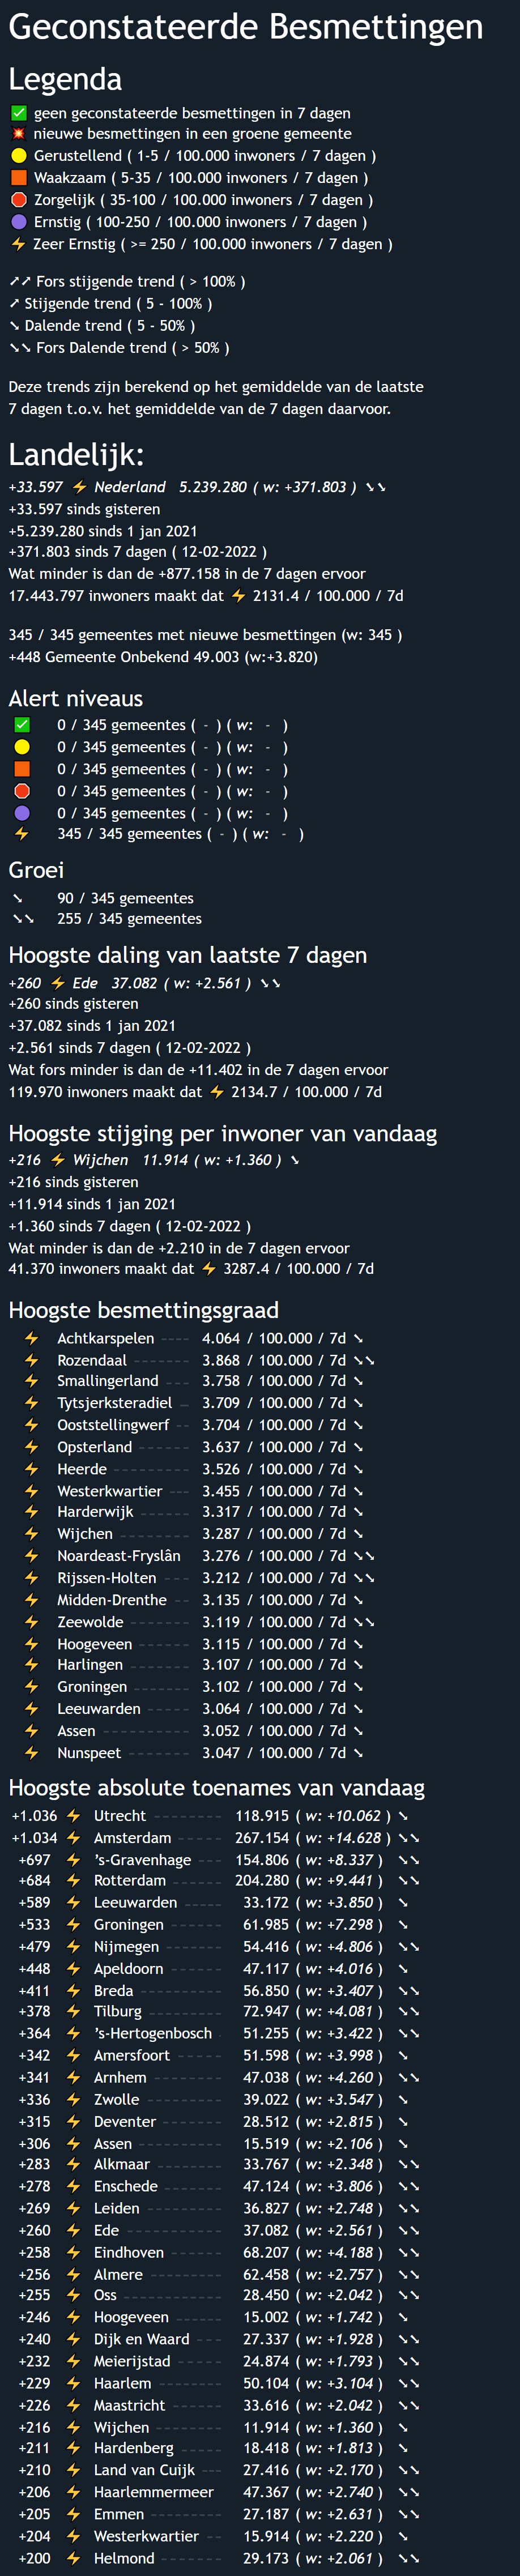 Geconstateerde Besmettingen
Legenda
✅ geen geconstateerde besmettingen in 7 dagen
💥 nieuwe besmettingen in een groene gemeente
🟡 Gerustellend ( 1-5 / 100.000 inwoners / 7 dagen )
🟧 Waakzaam ( 5-35 / 100.000 inwoners / 7 dagen )
🛑 Zorgelijk ( 35-100 / 100.000 inwoners / 7 dagen )
🟣 Ernstig ( 100-250 / 100.000 inwoners / 7 dagen )
⚡ Zeer Ernstig ( >= 250 / 100.000 inwoners / 7 dagen )
➚➚ Fors stijgende trend ( > 100% )
➚ Stijgende trend ( 5 - 100% )
➘ Dalende trend ( 5 - 50% )
➘➘ Fors Dalende trend ( > 50% )
Deze trends zijn berekend op het gemiddelde van de laatste
7 dagen t.o.v. het gemiddelde van de 7 dagen daarvoor.
Landelijk:
+33.597 ⚡ Nederland 5.239.280 ( w: +371.803 ) ➘➘
+33.597 sinds gisteren
+5.239.280 sinds 1 jan 2021
+371.803 sinds 7 dagen ( 12-02-2022 )
Wat minder is dan de +877.158 in de 7 dagen ervoor
17.443.797 inwoners maakt dat ⚡ 2131.4 / 100.000 / 7d
345 / 345 gemeentes met nieuwe besmettingen (w: 345 )
+448 Gemeente Onbekend 49.003 (w:+3.820)
Alert niveaus
✅ 0 / 345 gemeentes ( - ) ( w: - )
🟡 0 / 345 gemeentes ( - ) ( w: - )
🟧 0 / 345 gemeentes ( - ) ( w: - )
🛑 0 / 345 gemeentes ( - ) ( w: - )
🟣 0 / 345 gemeentes ( - ) ( w: - )
⚡ 345 / 345 gemeentes ( - ) ( w: - )
Groei
➘ 90 / 345 gemeentes
➘➘ 255 / 345 gemeentes
Hoogste daling van laatste 7 dagen
+260 ⚡ Ede 37.082 ( w: +2.561 ) ➘➘
+260 sinds gisteren
+37.082 sinds 1 jan 2021
+2.561 sinds 7 dagen ( 12-02-2022 )
Wat fors minder is dan de +11.402 in de 7 dagen ervoor
119.970 inwoners maakt dat ⚡ 2134.7 / 100.000 / 7d
Hoogste stijging per inwoner van vandaag
+216 ⚡ Wijchen 11.914 ( w: +1.360 ) ➘
+216 sinds gisteren
+11.914 sinds 1 jan 2021
+1.360 sinds 7 dagen ( 12-02-2022 )
Wat minder is dan de +2.210 in de 7 dagen ervoor
41.370 inwoners maakt dat ⚡ 3287.4 / 100.000 / 7d
Hoogste besmettingsgraad
⚡ Achtkarspelen ---- 4.064 / 100.000 / 7d ➘
⚡ Rozendaal ------- 3.868 / 100.000 / 7d ➘➘
⚡ Smallingerland --- 3.758 / 100.000 / 7d ➘
⚡ Tytsjerksteradiel - 3.709 / 100.000 / 7d ➘
⚡ Ooststellingwerf -- 3.704 / 100.000 / 7d ➘
⚡ Opsterland ------ 3.637 / 100.000 / 7d ➘
⚡ Heerde --------- 3.526 / 100.000 / 7d ➘
⚡ Westerkwartier --- 3.455 / 100.000 / 7d ➘
⚡ Harderwijk ------ 3.317 / 100.000 / 7d ➘
⚡ Wijchen -------- 3.287 / 100.000 / 7d ➘
⚡ Noardeast-Fryslân 3.276 / 100.000 / 7d ➘➘
⚡ Rijssen-Holten --- 3.212 / 100.000 / 7d ➘➘
⚡ Midden-Drenthe -- 3.135 / 100.000 / 7d ➘
⚡ Zeewolde ------- 3.119 / 100.000 / 7d ➘➘
⚡ Hoogeveen ------ 3.115 / 100.000 / 7d ➘
⚡ Harlingen ------- 3.107 / 100.000 / 7d ➘
⚡ Groningen ------- 3.102 / 100.000 / 7d ➘
⚡ Leeuwarden ----- 3.064 / 100.000 / 7d ➘
⚡ Assen ---------- 3.052 / 100.000 / 7d ➘
⚡ Nunspeet ------- 3.047 / 100.000 / 7d ➘
Hoogste absolute toenames van vandaag
+1.036 ⚡ Utrecht -------- 118.915 ( w: +10.062 ) ➘
+1.034 ⚡ Amsterdam ----- 267.154 ( w: +14.628 ) ➘➘
+697 ⚡ ’s-Gravenhage --- 154.806 ( w: +8.337 ) ➘➘
+684 ⚡ Rotterdam ------ 204.280 ( w: +9.441 ) ➘➘
+589 ⚡ Leeuwarden ----- 33.172 ( w: +3.850 ) ➘
+533 ⚡ Groningen ------ 61.985 ( w: +7.298 ) ➘
+479 ⚡ Nijmegen ------- 54.416 ( w: +4.806 ) ➘➘
+448 ⚡ Apeldoorn ------ 47.117 ( w: +4.016 ) ➘
+411 ⚡ Breda --------- 56.850 ( w: +3.407 ) ➘➘
+378 ⚡ Tilburg -------- 72.947 ( w: +4.081 ) ➘➘
+364 ⚡ ’s-Hertogenbosch 51.255 ( w: +3.422 ) ➘➘
+342 ⚡ Amersfoort ----- 51.598 ( w: +3.998 ) ➘
+341 ⚡ Arnhem -------- 47.038 ( w: +4.260 ) ➘➘
+336 ⚡ Zwolle --------- 39.022 ( w: +3.547 ) ➘
+315 ⚡ Deventer ------- 28.512 ( w: +2.815 ) ➘
+306 ⚡ Assen --------- 15.519 ( w: +2.106 ) ➘
+283 ⚡ Alkmaar -------- 33.767 ( w: +2.348 ) ➘➘
+278 ⚡ Enschede ------- 47.124 ( w: +3.806 ) ➘➘
+269 ⚡ Leiden --------- 36.827 ( w: +2.748 ) ➘➘
+260 ⚡ Ede ----------- 37.082 ( w: +2.561 ) ➘➘
+258 ⚡ Eindhoven ------ 68.207 ( w: +4.188 ) ➘➘
+256 ⚡ Almere -------- 62.458 ( w: +2.757 ) ➘➘
+255 ⚡ Oss ----------- 28.450 ( w: +2.042 ) ➘➘
+246 ⚡ Hoogeveen ----- 15.002 ( w: +1.742 ) ➘
+240 ⚡ Dijk en Waard --- 27.337 ( w: +1.928 ) ➘➘
+232 ⚡ Meierijstad ----- 24.874 ( w: +1.793 ) ➘➘
+229 ⚡ Haarlem -------- 50.104 ( w: +3.104 ) ➘➘
+226 ⚡ Maastricht ------ 33.616 ( w: +2.042 ) ➘➘
+216 ⚡ Wijchen -------- 11.914 ( w: +1.360 ) ➘
+211 ⚡ Hardenberg ----- 18.418 ( w: +1.813 ) ➘
+210 ⚡ Land van Cuijk --- 27.416 ( w: +2.170 ) ➘➘
+206 ⚡ Haarlemmermeer 47.367 ( w: +2.740 ) ➘➘
+205 ⚡ Emmen -------- 27.187 ( w: +2.631 ) ➘➘
+204 ⚡ Westerkwartier -- 15.914 ( w: +2.220 ) ➘
+200 ⚡ Helmond ------- 29.173 ( w: +2.061 ) ➘➘